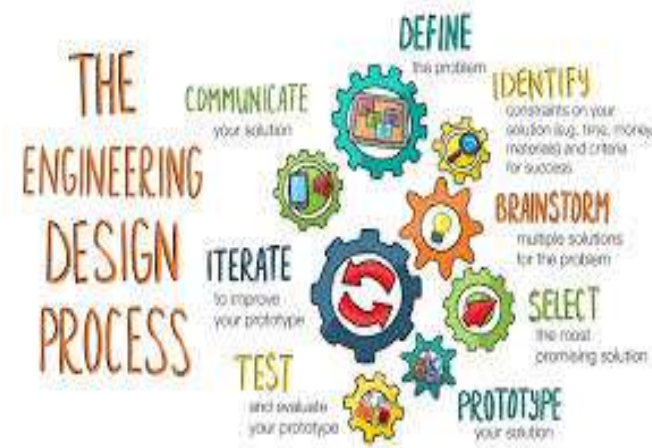 THE
ENGINEERING
DESIGN
PROCESS
DEFINE
the problem
IDENTIFY
constraints on your
solution (e.g. time, money,
materials) and criteria
for success
BRAINSTORM
multiple solutions
for the problem
SELECT
the most
promising solution
PROTOTYPE
your solution
TEST
and evaluate
your prototype
ITERATE
to improve
your prototype
COMMUNICATE
your solution